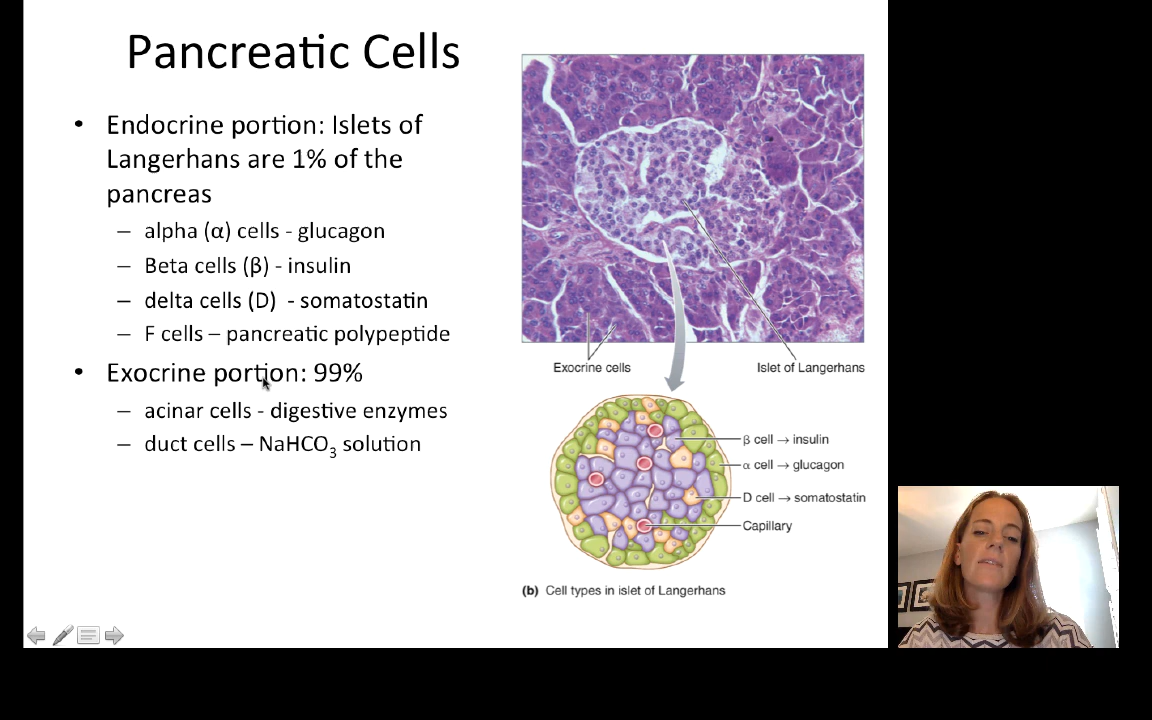 Pancreatic Cells
• Endocrine portion: Islets of
Langerhans are 1% of the
pancreas
– alpha (α) cells - glucagon
– Beta cells (β) - insulin
– delta cells (D) - somatostatin
– F cells – pancreatic polypeptide
• Exocrine portion: 99%
– acinar cells - digestive enzymes
– duct cells – NaHCO₃ solution
Exocrine cells
Islet of Langerhans
β cell → insulin
α cell → glucagon
D cell → somatostatin
Capillary
(b) Cell types in islet of Langerhans